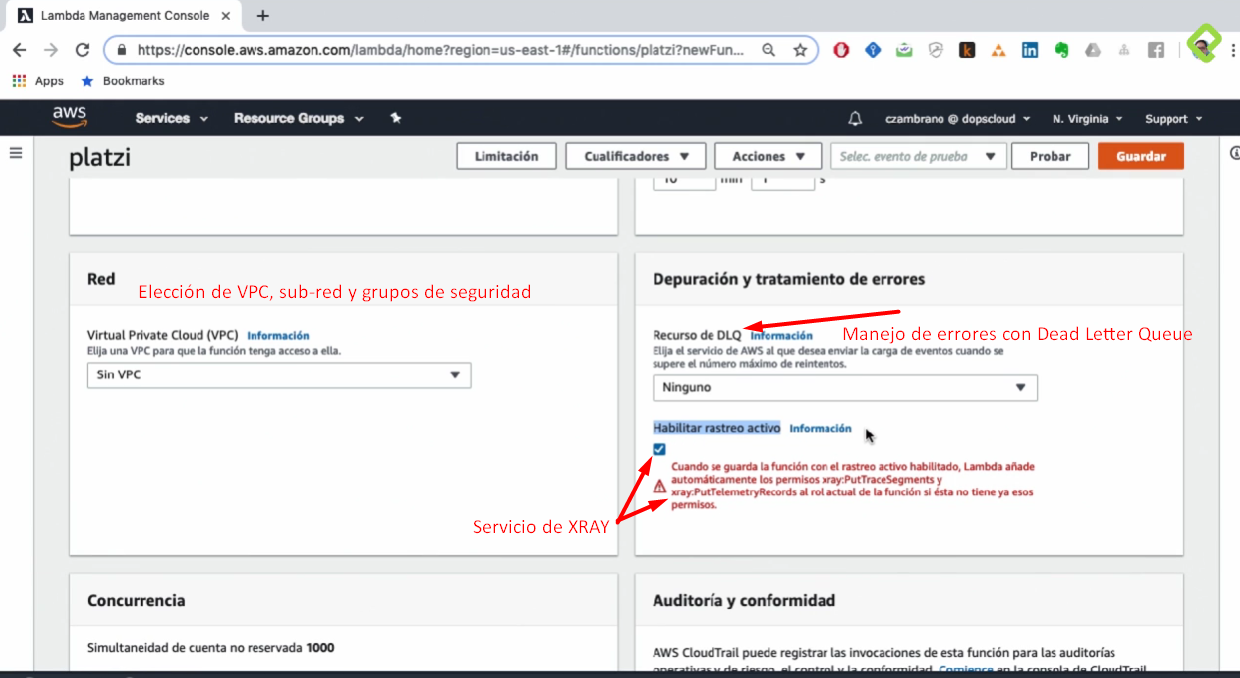 Lambda Management Console
https://console.aws.amazon.com/lambda/home?region=us-east-1#/functions/platzi?newFun...
Apps Bookmarks
aws Services Resource Groups czambrano @ dopscloud N. Virginia Support
platzi Limitación Cualificadores Acciones Selec. evento de prueba Probar Guardar
min s
Red
Elección de VPC, sub-red y grupos de seguridad
Virtual Private Cloud (VPC) Información
Elija una VPC para que la función tenga acceso a ella.
Sin VPC
Depuración y tratamiento de errores
Recurso de DLQ Información
Manejo de errores con Dead Letter Queue
Elija el servicio de AWS al que desea enviar la carga de eventos cuando se
supere el número máximo de reintentos.
Ninguno
Habilitar rastreo activo Información
Cuando se guarda la función con el rastreo activo habilitado, Lambda añade
automáticamente los permisos xray:PutTraceSegments y
xray:PutTelemetryRecords al rol actual de la función si ésta no tiene ya esos
permisos.
Servicio de XRAY
Concurrencia
Simultaneidad de cuenta no reservada 1000
Auditoría y conformidad
AWS CloudTrail puede registrar las invocaciones de esta función para las auditorías
operativas y de riesgo, el control y la conformidad. Comience en la consola de CloudTrail